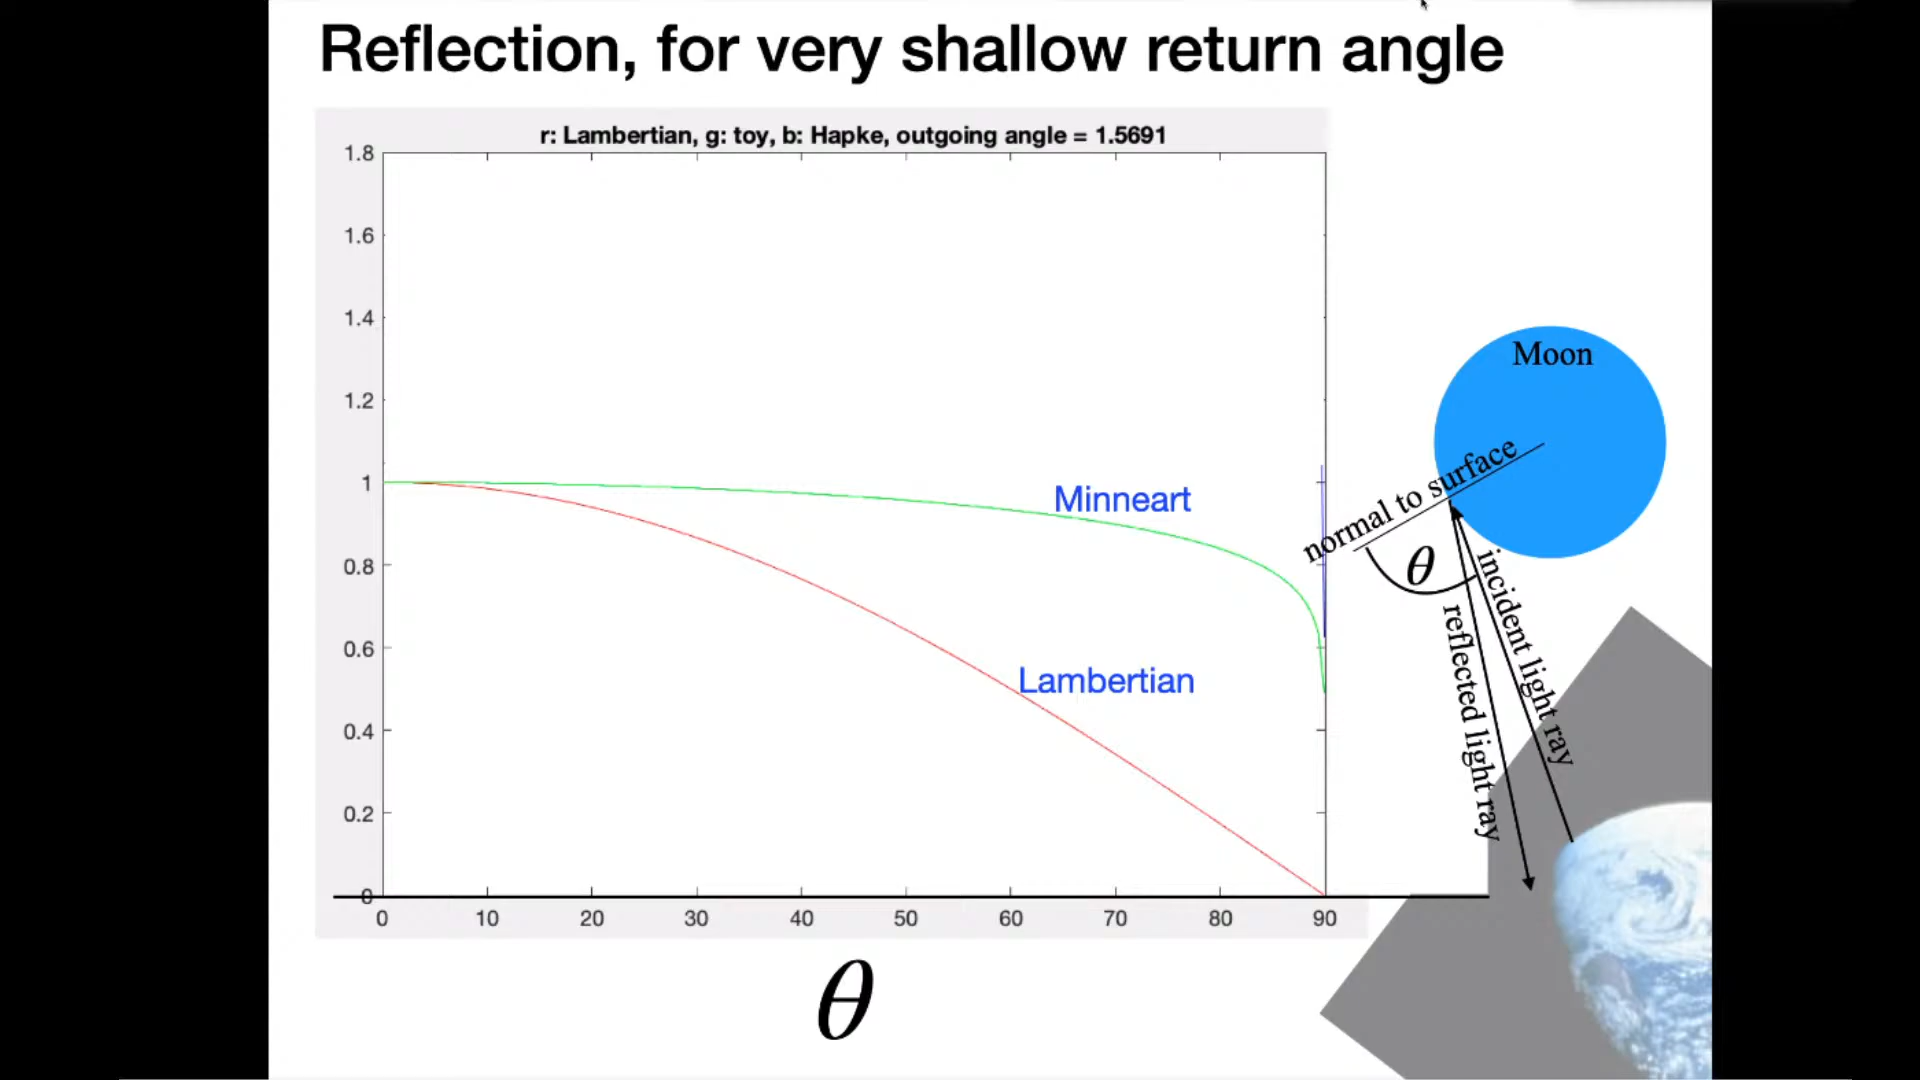 Reflection, for very shallow return angle
r: Lambertian, g: toy, b: Hapke, outgoing angle = 1.5691
1.8
1.6
1.4
1.2
1
0.8
0.6
0.4
0.2
0
0 10 20 30 40 50 60 70 80 90
Minneart
Lambertian
θ
Moon
normal to surface
θ
incident light ray
reflected light ray